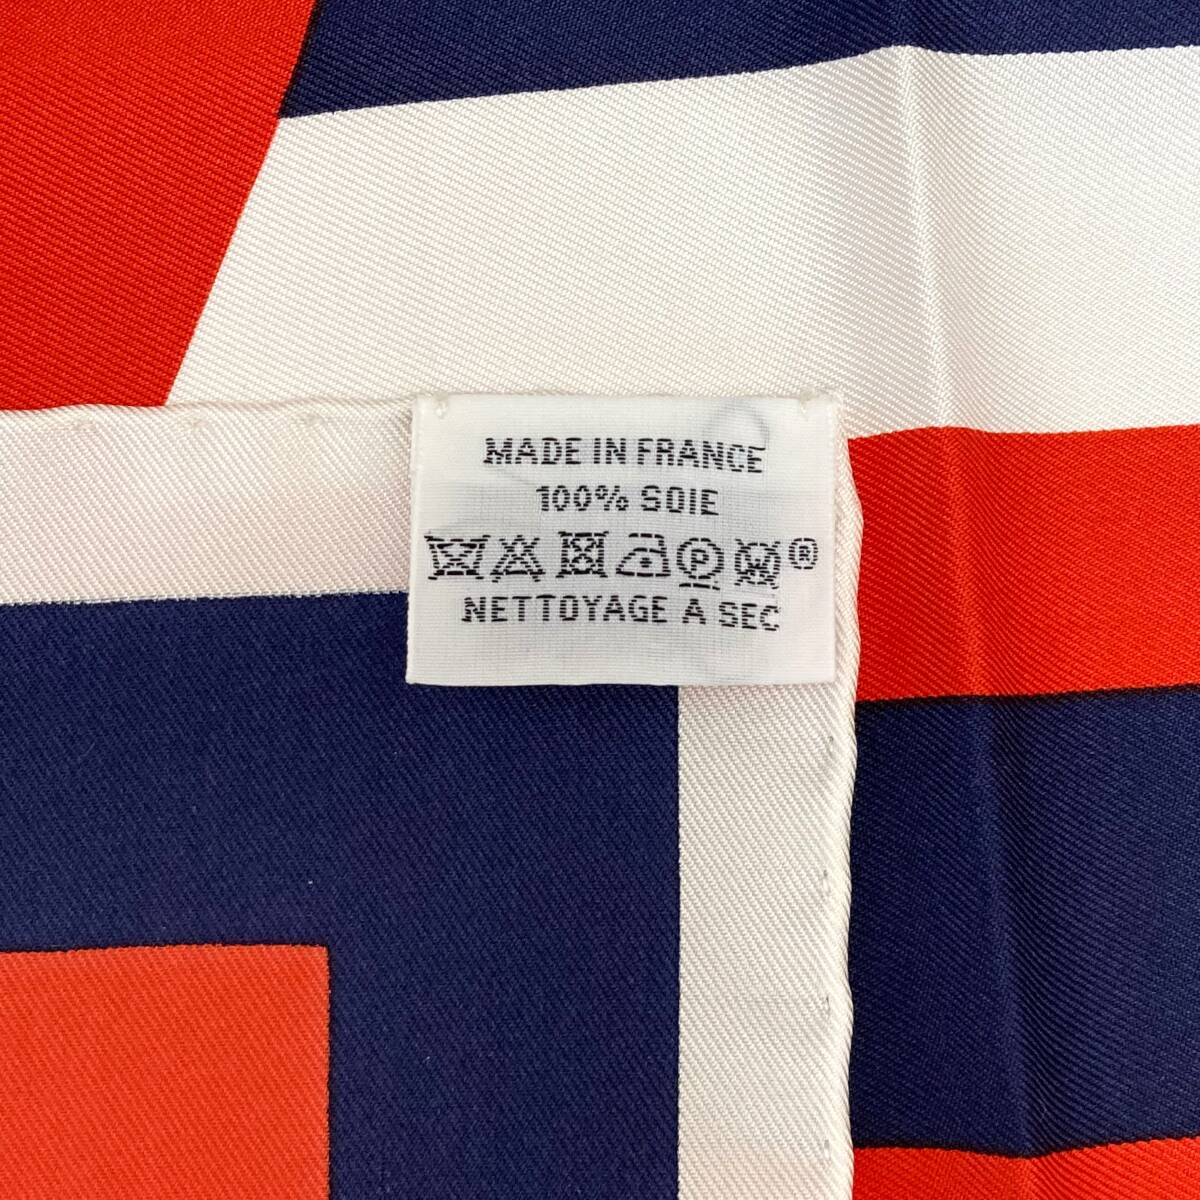 MADE IN FRANCE
100% SOIE
P ®
NETTOYAGE A SEC